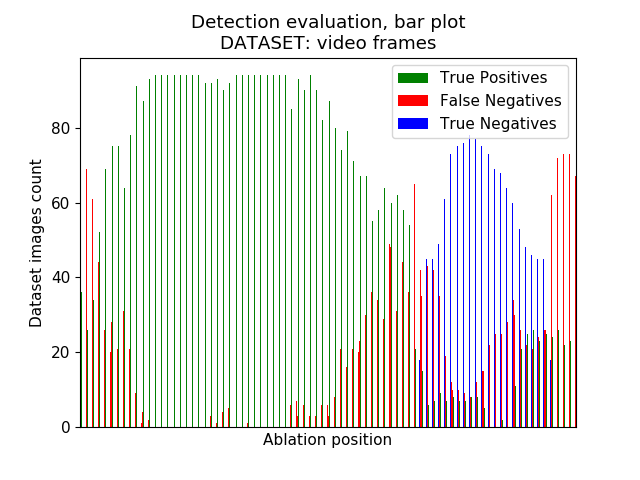 Detection evaluation, bar plot
DATASET: video frames
True Positives
False Negatives
True Negatives
Dataset images count
80
60
40
20
0
Ablation position